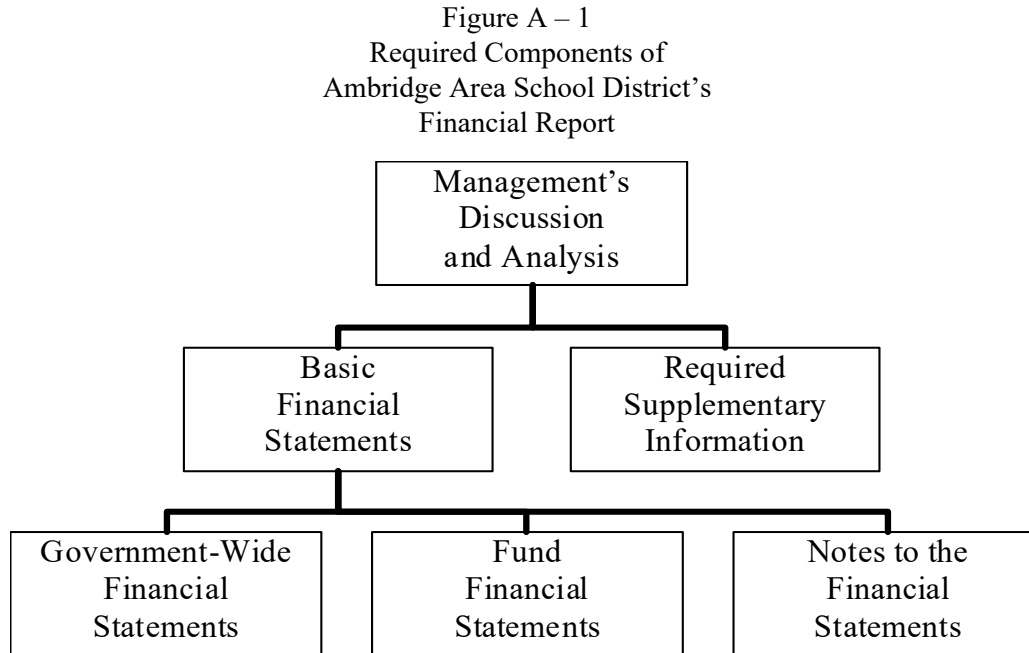 Figure A – 1
Required Components of
Ambridge Area School District’s
Financial Report
Management’s
Discussion
and Analysis
Basic
Financial
Statements
Required
Supplementary
Information
Government-Wide
Financial
Statements
Fund
Financial
Statements
Notes to the
Financial
Statements